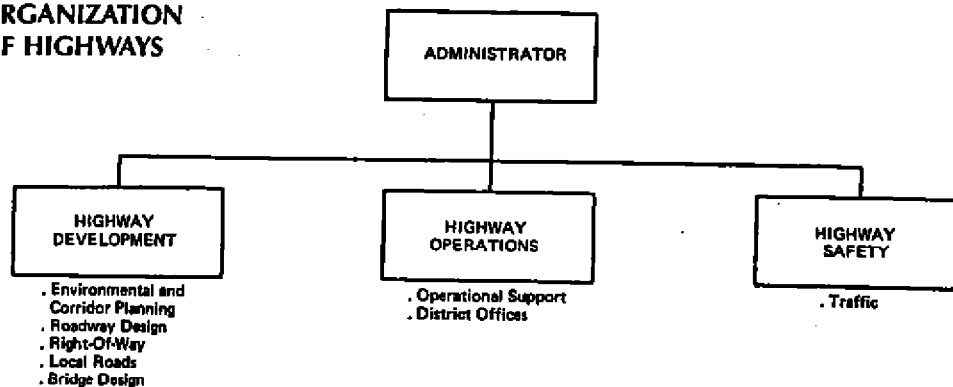 RGANIZATION
F HIGHWAYS
ADMINISTRATOR
HIGHWAY
DEVELOPMENT
. Environmental and
Corridor Planning
. Roadway Design
. Right-Of-Way
. Local Roads
. Bridge Design
HIGHWAY
OPERATIONS
. Operational Support
. District Offices
HIGHWAY
SAFETY
. Traffic